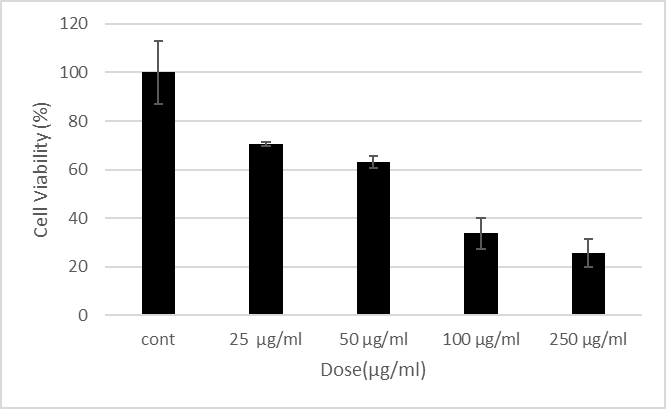 120
100
80
60
40
20
0
Cell Viability (%)
cont
25 µg/ml
50 µg/ml
100 µg/ml
250 µg/ml
Dose(µg/ml)